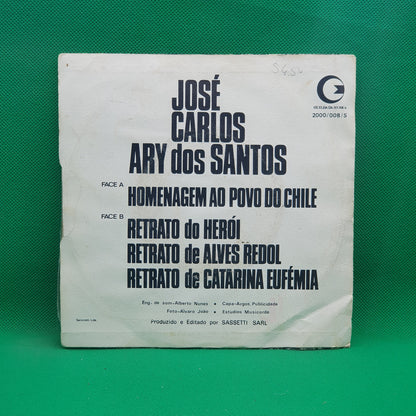 JOSÉ
CARLOS
ARY dos SANTOS
2000/008/S
FACE A
HOMENAGEM AO POVO DO CHILE
FACE B
RETRATO do HERÓI
RETRATO de ALVES REDOL
RETRATO de CATARINA EUFÉMIA
Eng. de som-Alberto Nunes • Capa-Argos, Publicidade
Foto-Alvaro João • Estúdios Musicorde
Produzido e Editado por SASSETTI SARL